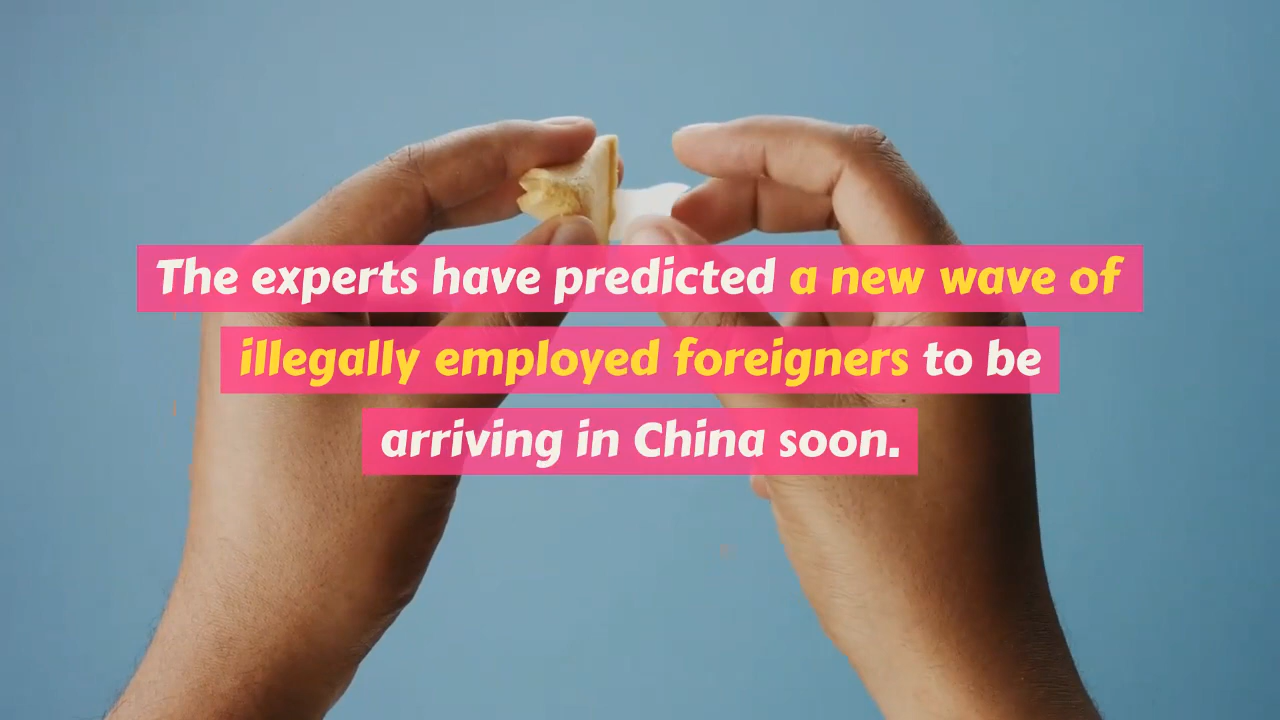 The experts have predicted a new wave of
illegally employed foreigners to be
arriving in China soon.